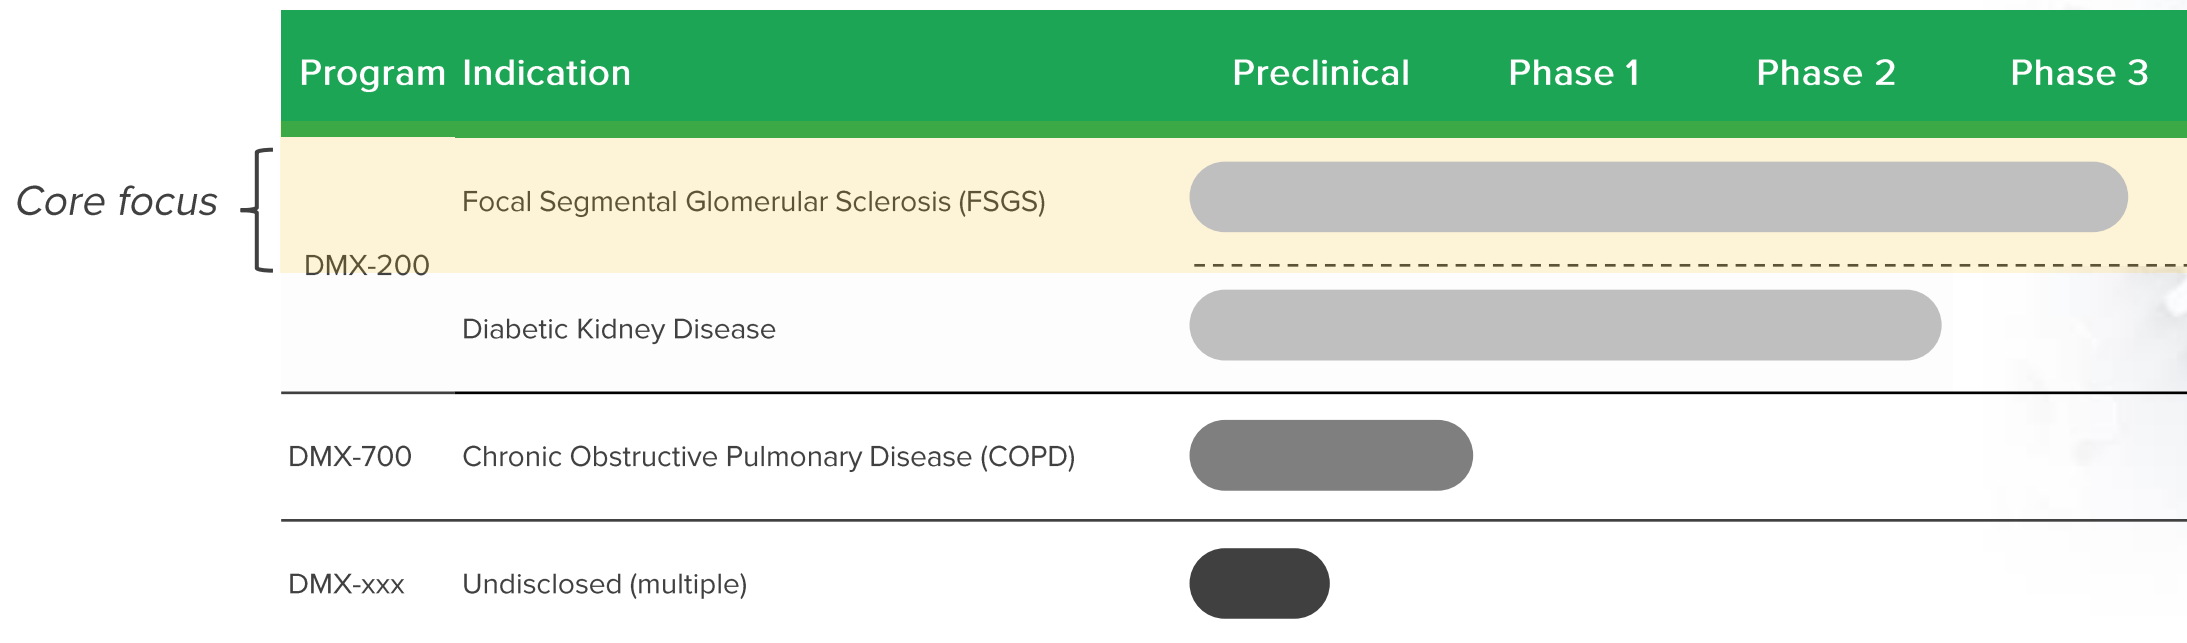 Program Indication Preclinical Phase 1 Phase 2 Phase 3
Core focus
Focal Segmental Glomerular Sclerosis (FSGS)
DMX-200
Diabetic Kidney Disease
DMX-700 Chronic Obstructive Pulmonary Disease (COPD)
DMX-xxx Undisclosed (multiple)